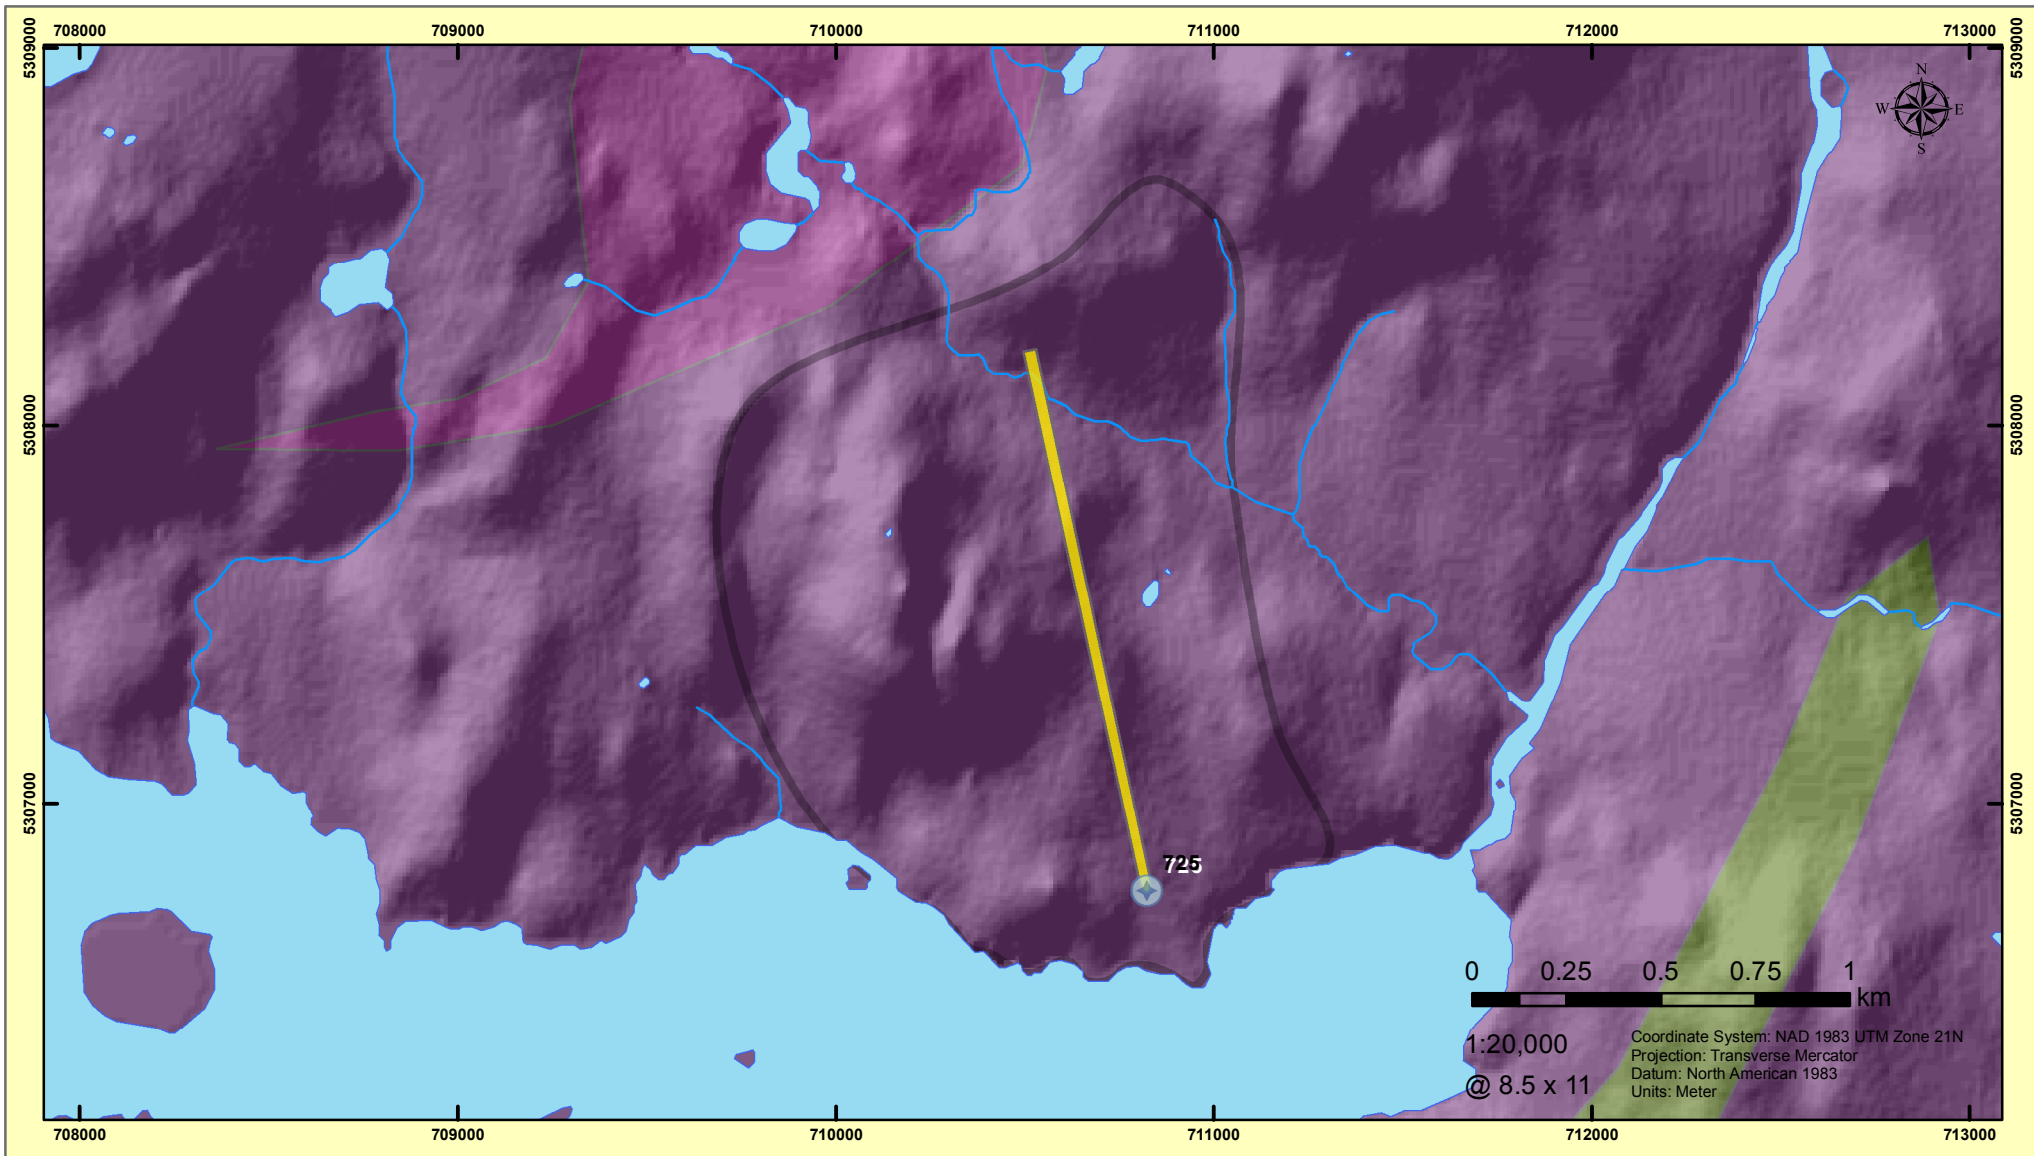 708000 709000 710000 711000 712000 713000
5309000 5309000
N
W E
S
5308000 5308000
5307000 5307000
725
0 0.25 0.5 0.75 1
km
1:20,000
@ 8.5 x 11
Coordinate System: NAD 1983 UTM Zone 21N
Projection: Transverse Mercator
Datum: North American 1983
Units: Meter
708000 709000 710000 711000 712000 713000